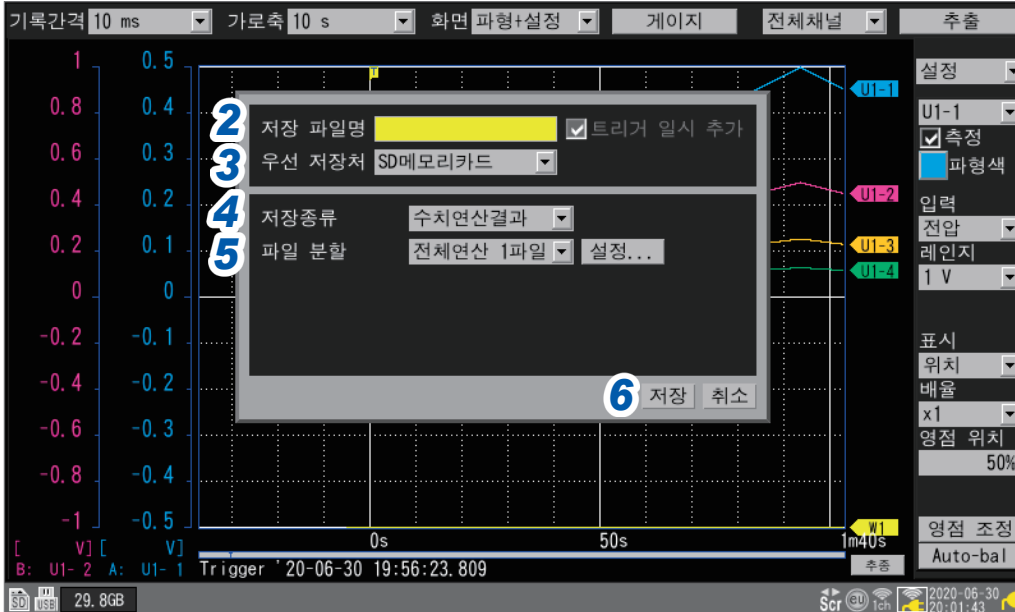 기록간격 10 ms 가로축 10 s 화면 파형+설정 게이지 전체채널 추출
1 0.5
0.8 0.4
0.6 0.3
0.4 0.2
0.2 0.1
0 0
-0.2 -0.1
-0.4 -0.2
-0.6 -0.3
-0.8 -0.4
-1 -0.5
[ V] [ V]
B: U1- 2 A: U1- 1
T
2 저장 파일명 트리거 일시 추가
3 우선 저장처 SD메모리카드
4 저장종류 수치연산결과
5 파일 분할 전체연산 1파일 설정...
6 저장 취소
U1-1
U1-2
U1-3
U1-4
W1
0s 50s 1m40s
Trigger '20-06-30 19:56:23.809 추종
설정
U1-1
측정
파형색
입력
전압
레인지
1 V
표시
위치
배율
x1
영점 위치
50%
영점 조정
Auto-bal
SD USB 29.8GB Scr eU 1ch 2020-06-30
20:01:43